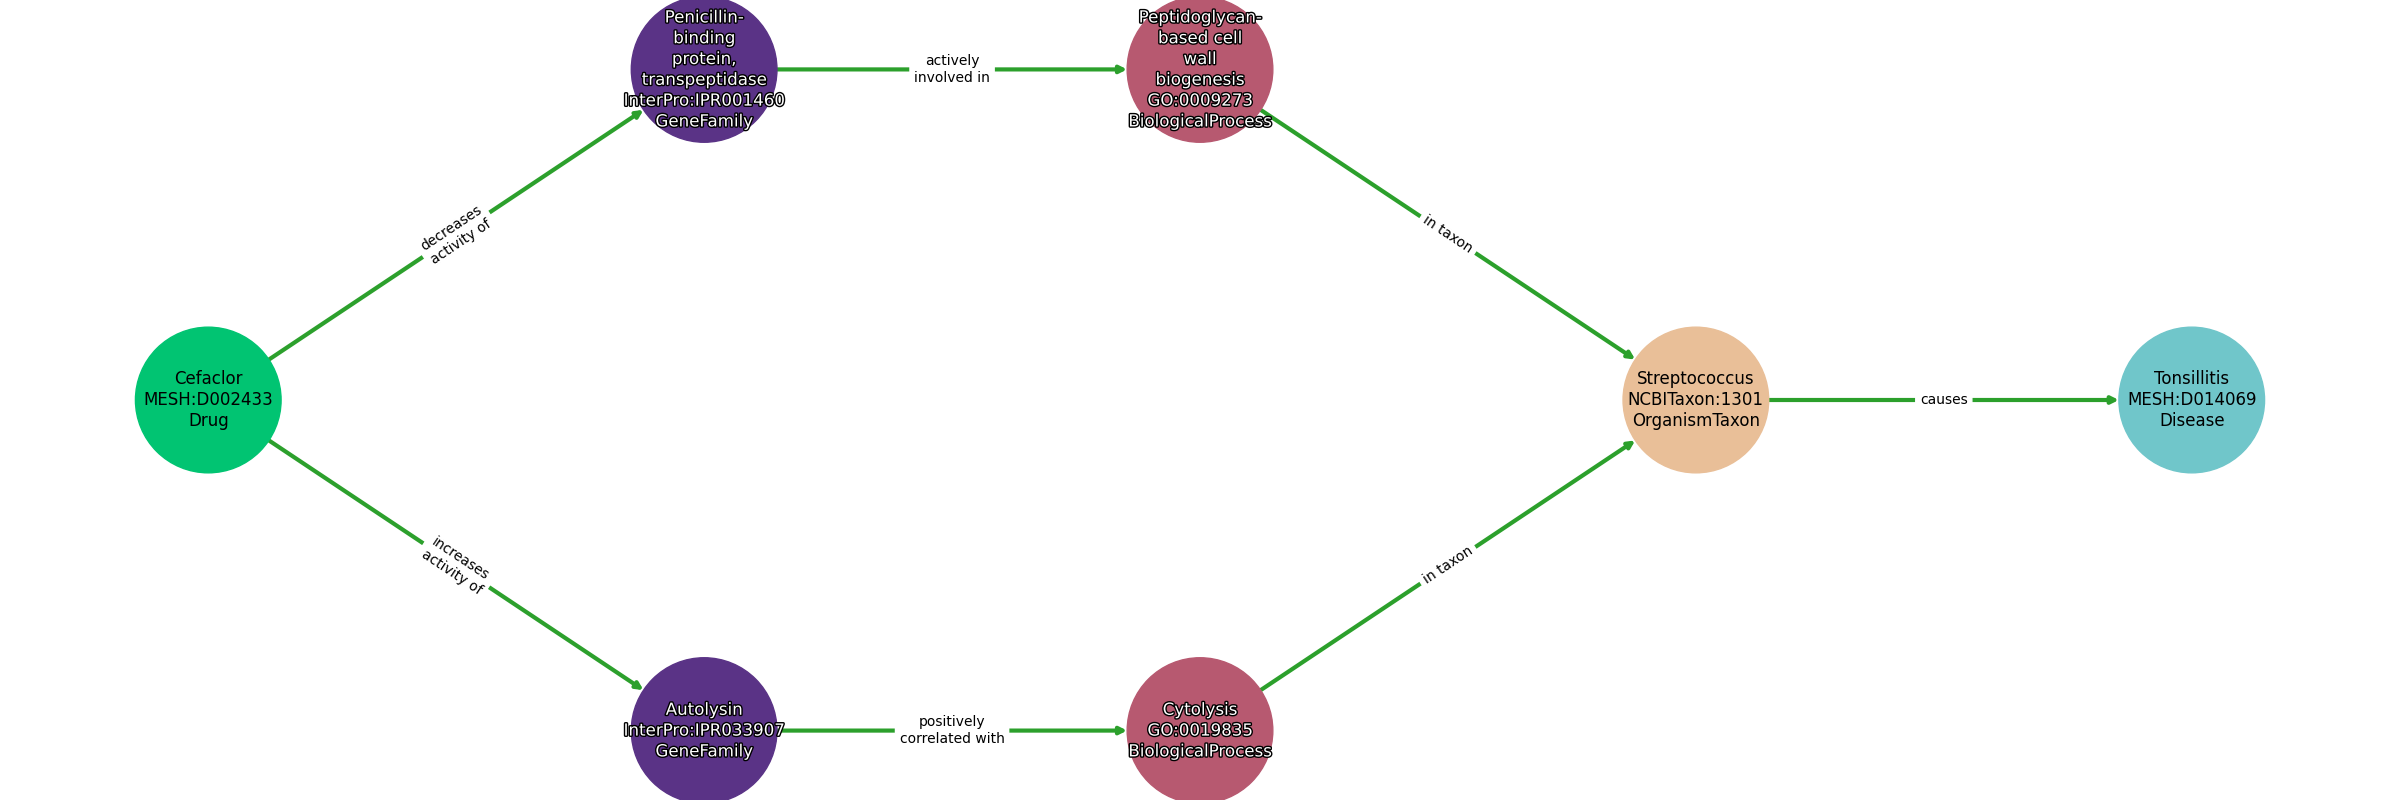 Penicillin-
binding
protein,
transpeptidase
InterPro:IPR001460
GeneFamily
actively
involved in
Peptidoglycan-
based cell
wall
biogenesis
GO:0009273
BiologicalProcess
decreases
activity of
in taxon
Cefaclor
MESH:D002433
Drug
Streptococcus
NCBITaxon:1301
OrganismTaxon
causes
Tonsillitis
MESH:D014069
Disease
increases
activity of
in taxon
Autolysin
InterPro:IPR033907
GeneFamily
positively
correlated with
Cytolysis
GO:0019835
BiologicalProcess